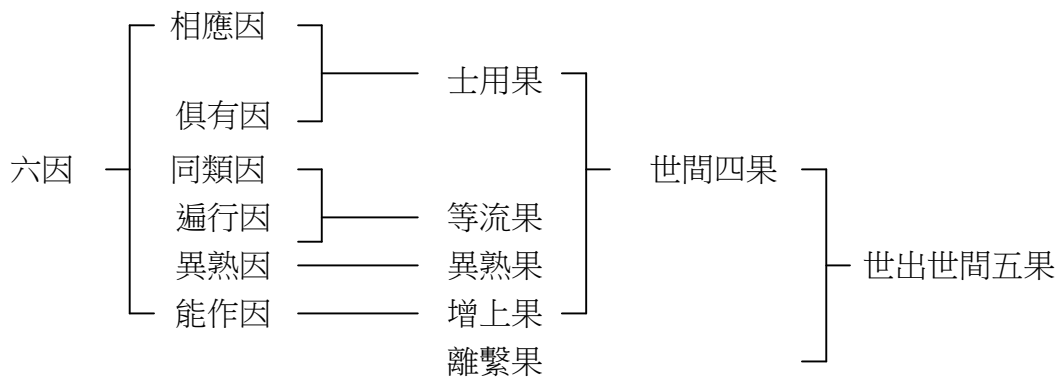 相應因
士用果
俱有因
六因 同類因 世間四果
遍行因 等流果
異熟因 異熟果 世出世間五果
能作因 增上果
離繫果